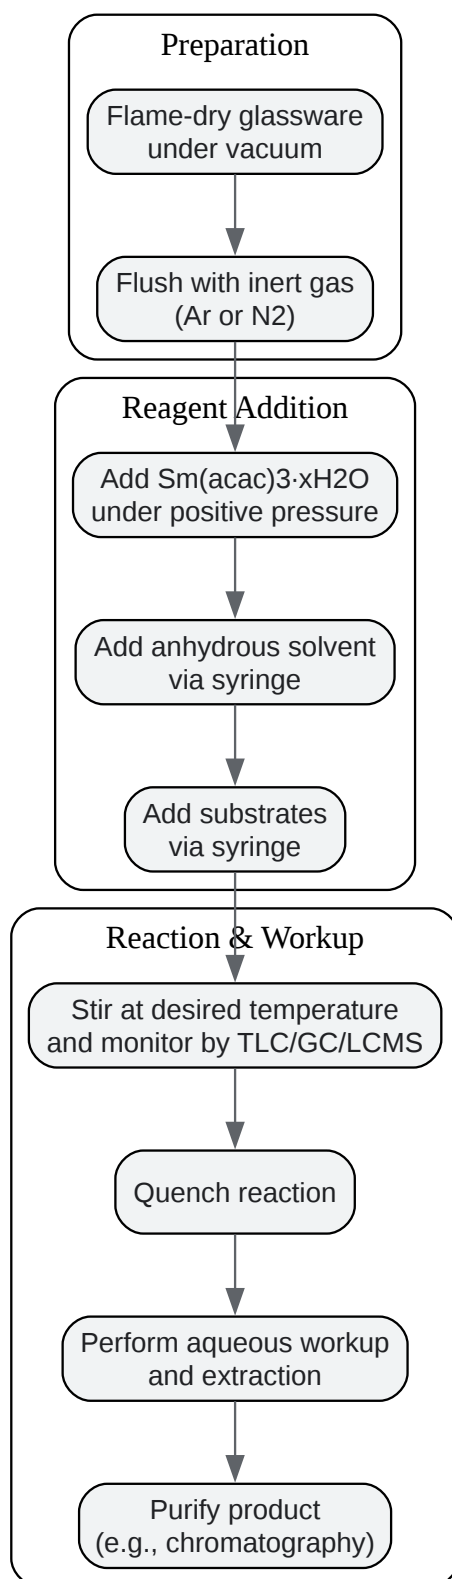 Preparation
Flame-dry glassware
under vacuum
Flush with inert gas
(Ar or N2)
Reagent Addition
Add Sm(acac)3·xH2O
under positive pressure
Add anhydrous solvent
via syringe
Add substrates
via syringe
Reaction & Workup
Stir at desired temperature
and monitor by TLC/GC/LCMS
Quench reaction
Perform aqueous workup
and extraction
Purify product
(e.g., chromatography)